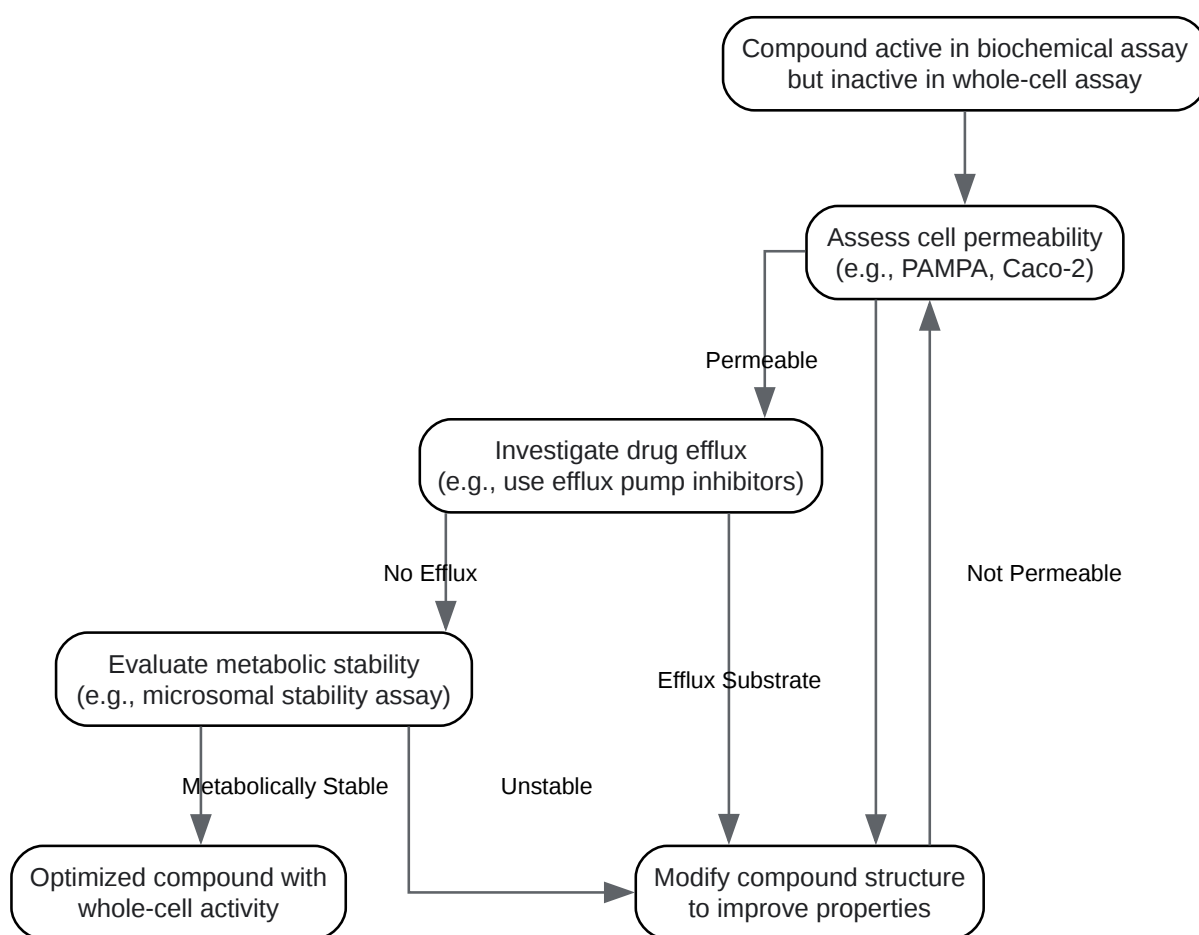 Compound active in biochemical assay
but inactive in whole-cell assay
Assess cell permeability
(e.g., PAMPA, Caco-2)
Permeable
Investigate drug efflux
(e.g., use efflux pump inhibitors)
No Efflux
Not Permeable
Evaluate metabolic stability
(e.g., microsomal stability assay)
Efflux Substrate
Metabolically Stable
Unstable
Optimized compound with
whole-cell activity
Modify compound structure
to improve properties